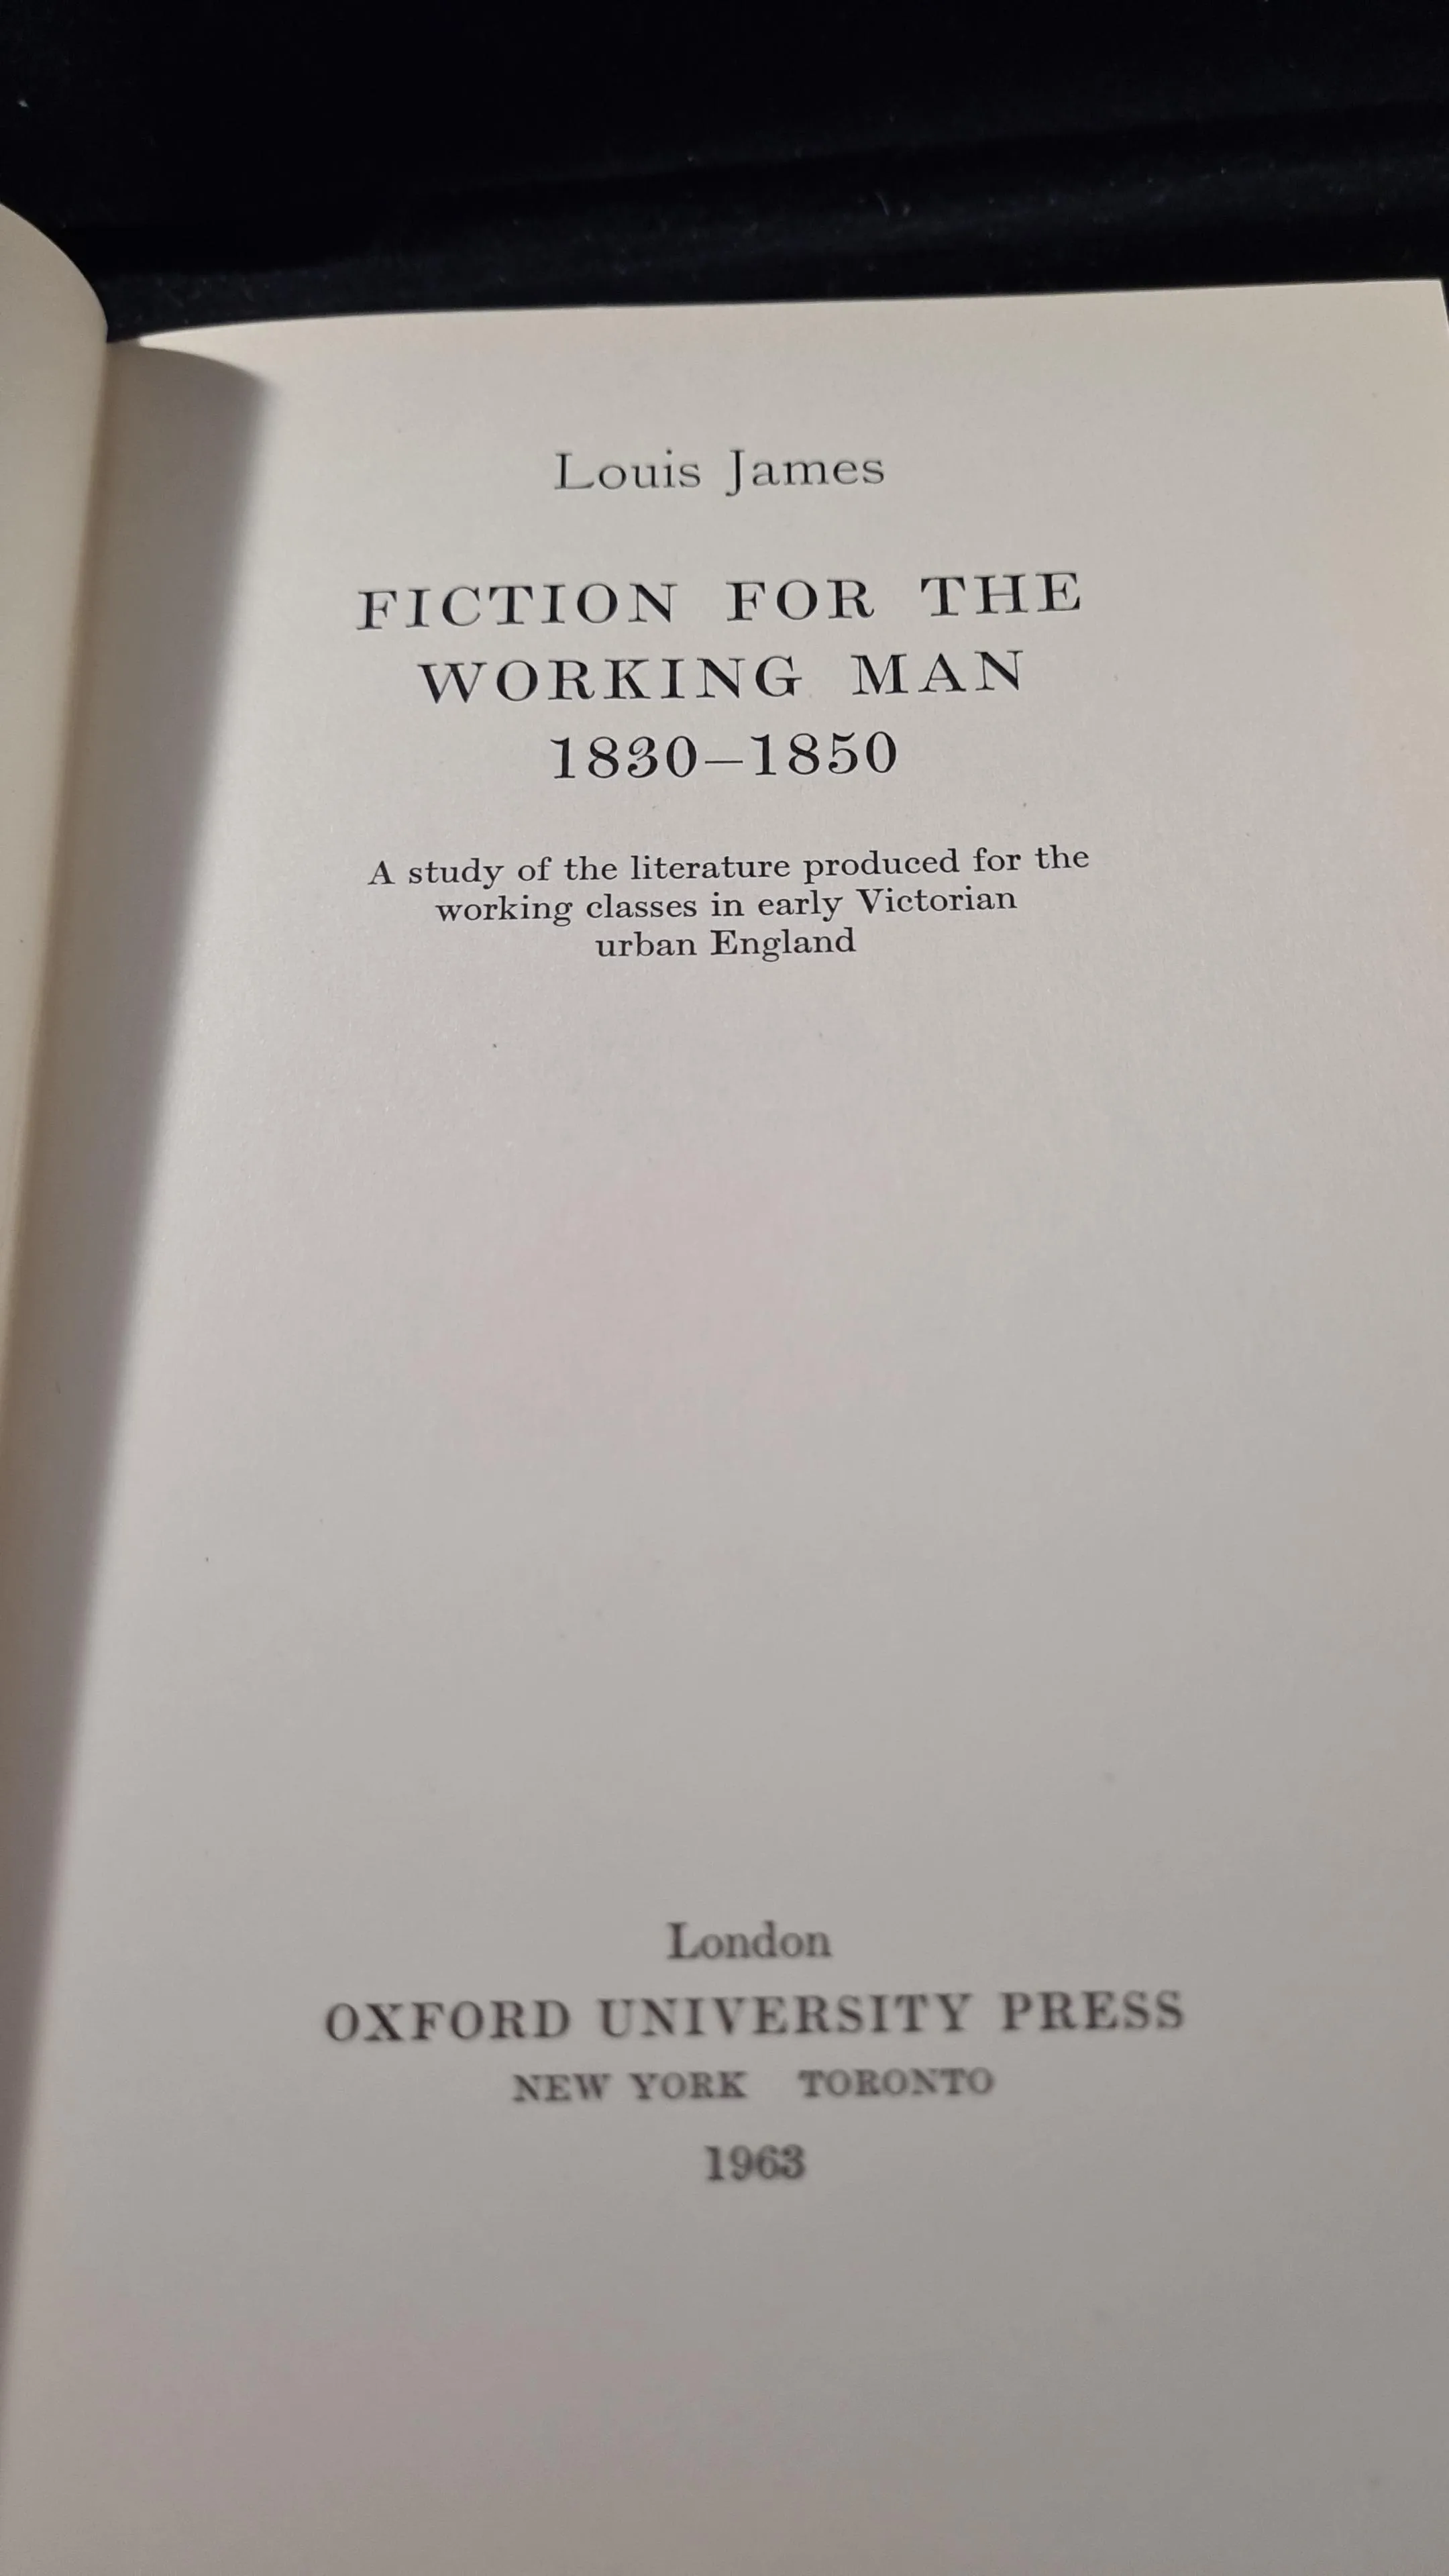 Louis James
FICTION FOR THE
WORKING MAN
1830–1850
A study of the literature produced for the
working classes in early Victorian
urban England
London
OXFORD UNIVERSITY PRESS
NEW YORK TORONTO
1963